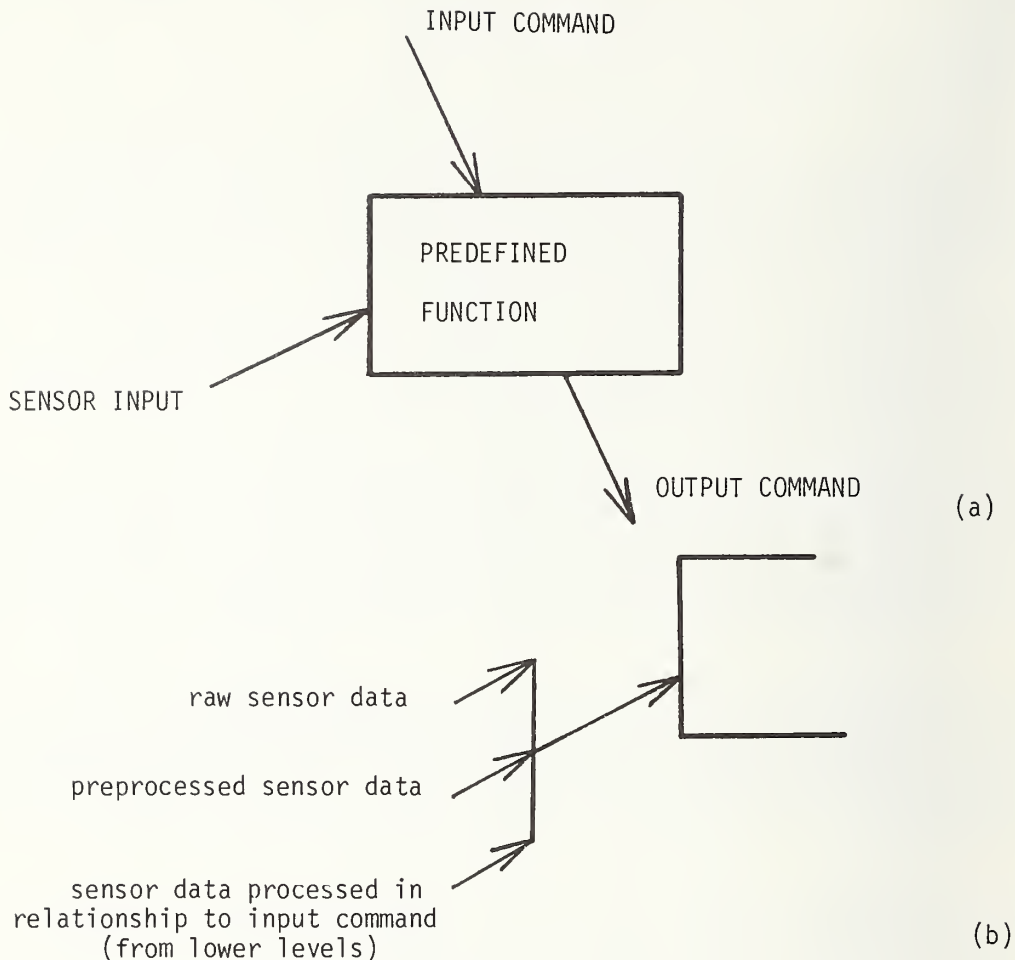 INPUT COMMAND
PREDEFINED
FUNCTION
SENSOR INPUT
OUTPUT COMMAND
(a)
raw sensor data
preprocessed sensor data
sensor data processed in
relationship to input command
(from lower levels)
(b)